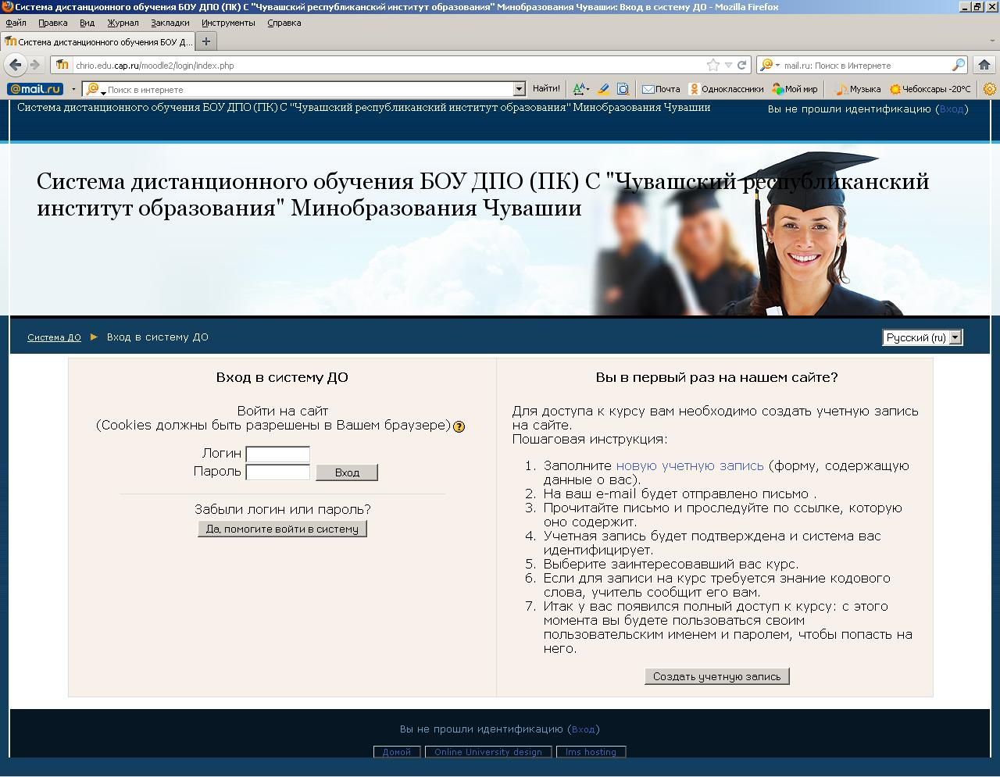 Система дистанционного обучения БОУ ДПО (ПК) С "Чувашский республиканский институт образования" Минобразования Чувашии: Вход в систему ДО - Mozilla Firefox
Файл Правка Вид Журнал Закладки Инструменты Справка
Система дистанционного обучения БОУ Д...
chrio.edu.cap.ru/moodle2/login/index.php
mail.ru: Поиск в Интернете
@mail.ru Поиск в интернете Найти! Почта Одноклассники Мой мир Музыка Чебоксары -20°C
Система дистанционного обучения БОУ ДПО (ПК) С "Чувашский республиканский институт образования" Минобразования Чувашии
Вы не прошли идентификацию (Вход)
Система дистанционного обучения БОУ ДПО (ПК) С "Чувашский республиканский
институт образования" Минобразования Чувашии
Система ДО ► Вход в систему ДО
Русский (ru)
Вход в систему ДО
Войти на сайт
(Cookies должны быть разрешены в Вашем браузере) ?
Логин
Пароль Вход
Забыли логин или пароль?
Да, помогите войти в систему
Вы в первый раз на нашем сайте?
Для доступа к курсу вам необходимо создать учетную запись
на сайте.
Пошаговая инструкция:
1. Заполните новую учетную запись (форму, содержащую
данные о вас).
2. На ваш e-mail будет отправлено письмо .
3. Прочитайте письмо и проследуйте по ссылке, которую
оно содержит.
4. Учетная запись будет подтверждена и система вас
идентифицирует.
5. Выберите заинтересовавший вас курс.
6. Если для записи на курс требуется знание кодового
слова, учитель сообщит его вам.
7. Итак у вас появился полный доступ к курсу: с этого
момента вы будете пользоваться своим
пользовательским именем и паролем, чтобы попасть на
него.
Создать учетную запись
Вы не прошли идентификацию (Вход)
Домой Online University design lms hosting